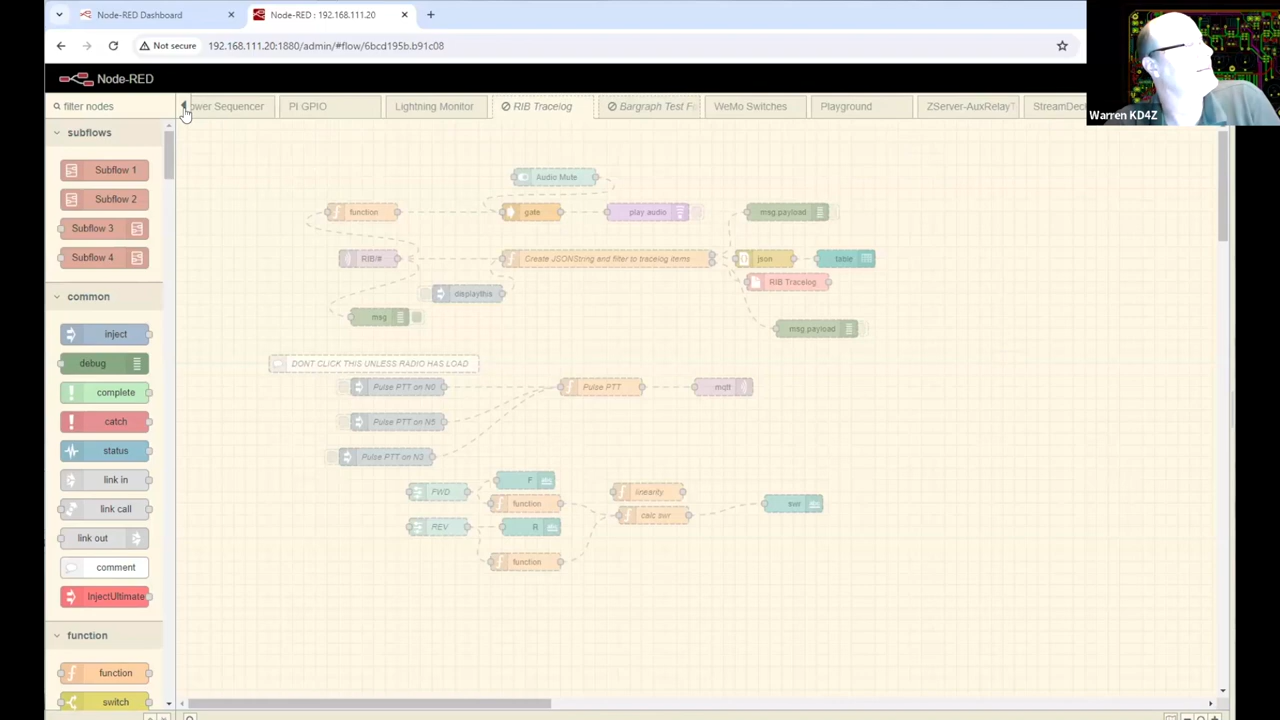 Node-RED Dashboard
Node-RED : 192.168.111.20
Not secure
192.168.111.20:1880/admin/#flow/6bcd195b.b91c08
Node-RED
Warren KD4Z
filter nodes
ower Sequencer
PI GPIO
Lightning Monitor
RIB Tracelog
Bargraph Test F
WeMo Switches
Playground
ZServer-AuxRelayT
StreamDec
subflows
Subflow 1
Subflow 2
Subflow 3
Subflow 4
common
inject
debug
complete
catch
status
link in
link call
link out
comment
InjectUltimate
function
function
switch
Audio Mute
function
gate
play audio
msg.payload
RIB/#
Create JSONString and filter to tracelog items
json
table
RIB Tracelog
displaythis
msg
msg.payload
DONT CLICK THIS UNLESS RADIO HAS LOAD
Pulse PTT on N0
Pulse PTT
mqtt
Pulse PTT on N5
Pulse PTT on N3
F
abc
FWD
function
linearity
calc swr
swr
abc
REV
R
abc
function